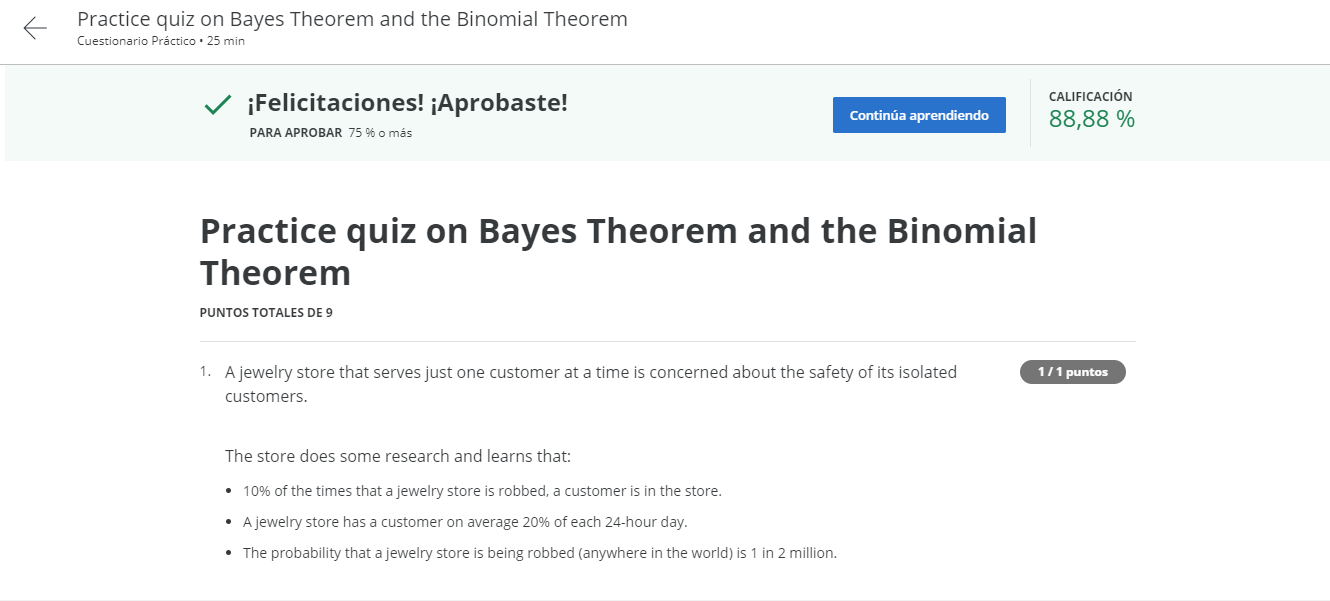 Practice quiz on Bayes Theorem and the Binomial Theorem
Cuestionario Práctico • 25 min
¡Felicitaciones! ¡Aprobaste!
PARA APROBAR 75 % o más
Continúa aprendiendo
CALIFICACIÓN
88,88 %
Practice quiz on Bayes Theorem and the Binomial
Theorem
PUNTOS TOTALES DE 9
1. A jewelry store that serves just one customer at a time is concerned about the safety of its isolated
customers.
1 / 1 puntos
The store does some research and learns that:
• 10% of the times that a jewelry store is robbed, a customer is in the store.
• A jewelry store has a customer on average 20% of each 24-hour day.
• The probability that a jewelry store is being robbed (anywhere in the world) is 1 in 2 million.